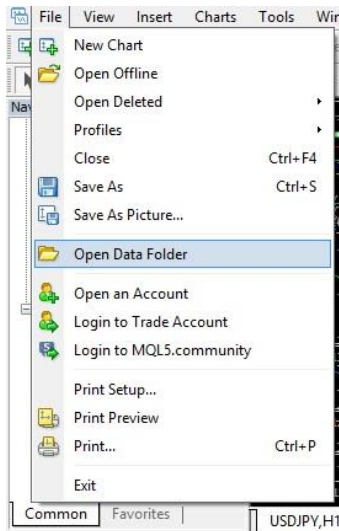 File View Insert Charts Tools
Nav
New Chart
Open Offline
Open Deleted
Profiles
Close Ctrl+F4
Save As Ctrl+S
Save As Picture...
Open Data Folder
Open an Account
Login to Trade Account
Login to MQL5.community
Print Setup...
Print Preview
Print... Ctrl+P
Exit
Common Favorites
USDJPY,H1